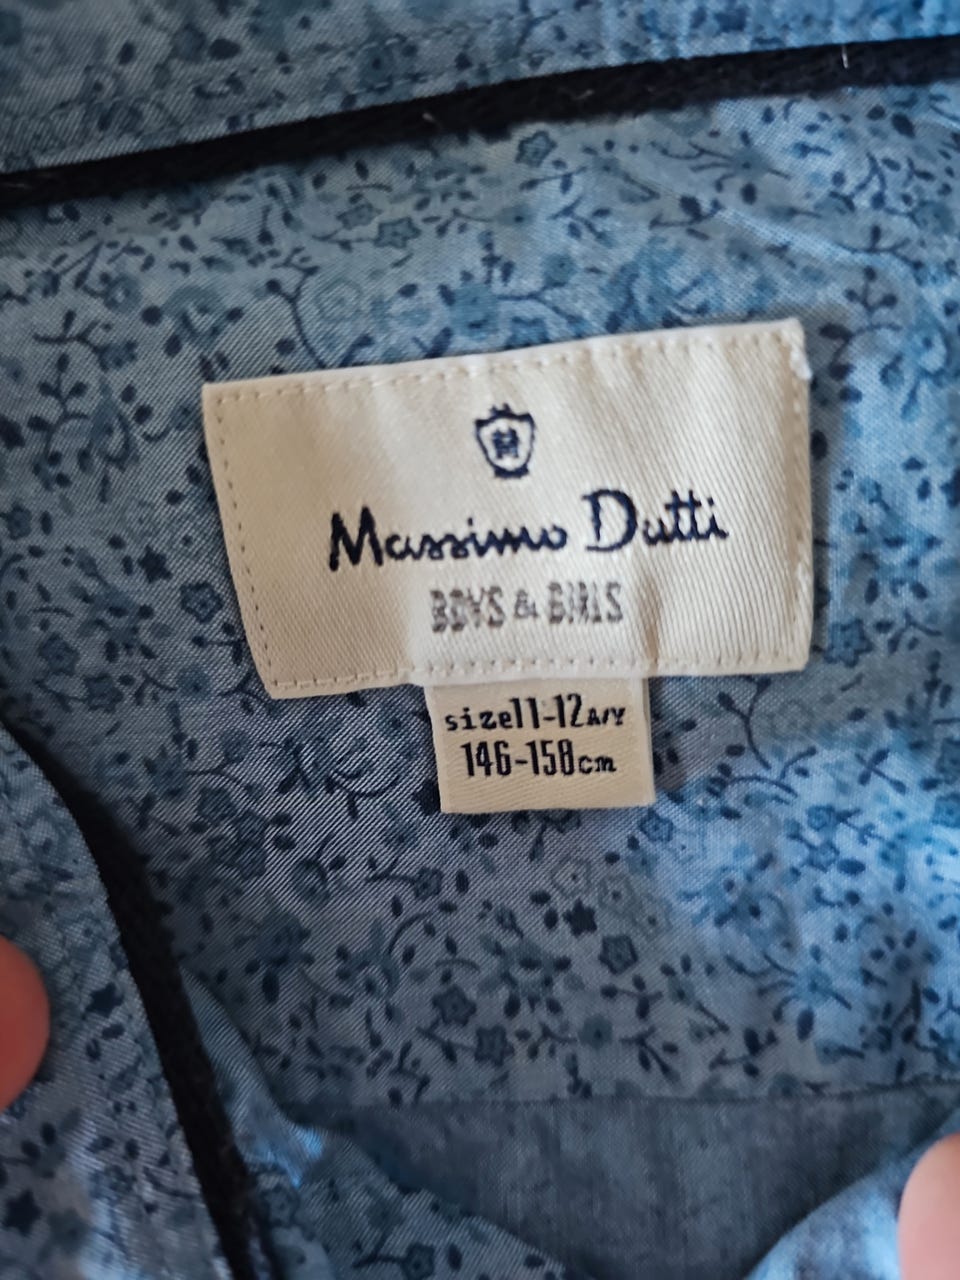 Massimo Dutti
BOYS & GIRLS
size11-12A/Y
146-158cm